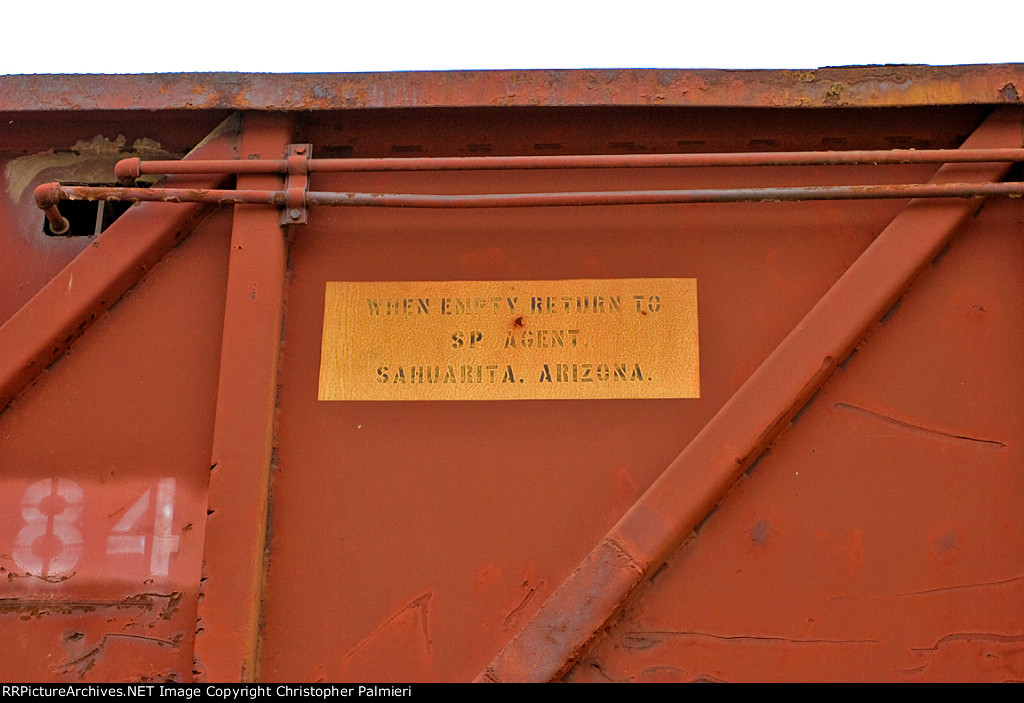 WHEN EMPTY RETURN TO
SP AGENT.
SAHUARITA, ARIZONA.
84
RRPictureArchives.NET Image Copyright Christopher Palmieri